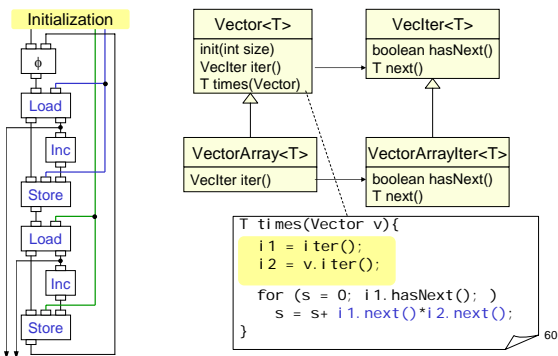 Initialization
ϕ
Load
Inc
Store
Load
Inc
Store
Vector<T>
init(int size)
VecIter iter()
T times(Vector)
VecIter<T>
boolean hasNext()
T next()
VectorArray<T>
VecIter iter()
VectorArrayIter<T>
boolean hasNext()
T next()
T times(Vector v){
i1 = iter();
i2 = v.iter();
for (s = 0; i1.hasNext(); )
s = s+ i1.next()*i2.next();
}
60